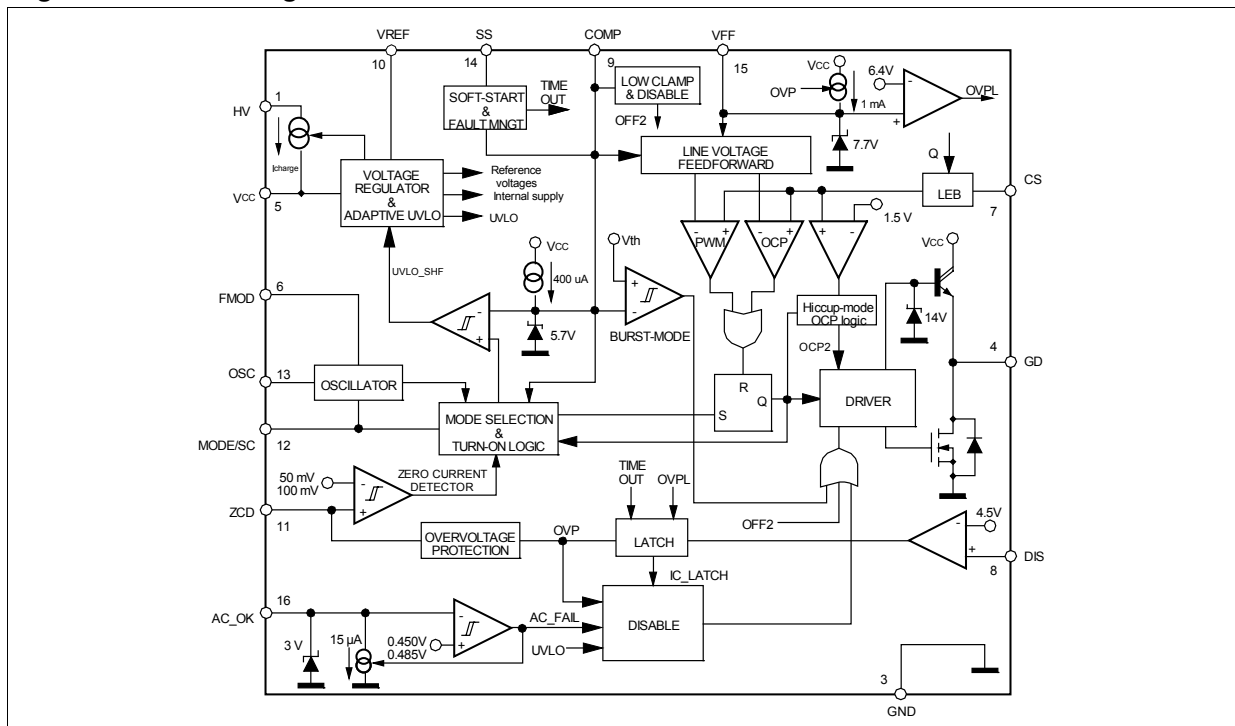 VREF
SS
COMP
VFF
10
14
9
15
1
HV
Icharge
VCC
5
SOFT-START
&
FAULT MNGT
TIME
OUT
LOW CLAMP
& DISABLE
OFF2
VCC
OVP
1 mA
6.4V
-
+
OVPL
7.7V
VOLTAGE
REGULATOR
&
ADAPTIVE UVLO
Reference
voltages
Internal supply
UVLO
LINE VOLTAGE
FEEDFORWARD
Q
LEB
CS
7
1.5 V
- +
PWM
- +
OCP
+ -
UVLO_SHF
VCC
400 uA
5.7V
-
+
Vth
+
-
BURST-MODE
Hiccup-mode
OCP logic
OCP2
VCC
14V
4
GD
6
FMOD
OSC
13
OSCILLATOR
MODE/SC
12
MODE SELECTION
&
TURN-ON LOGIC
R
S
Q
DRIVER
50 mV
100 mV
-
+
ZERO CURRENT
DETECTOR
ZCD
11
OVERVOLTAGE
PROTECTION
OVP
TIME
OUT
OVPL
LATCH
IC_LATCH
OFF2
4.5V
-
+
DIS
8
16
AC_OK
3 V
15 µA
0.450V
0.485V
-
+
AC_FAIL
UVLO
DISABLE
3
GND